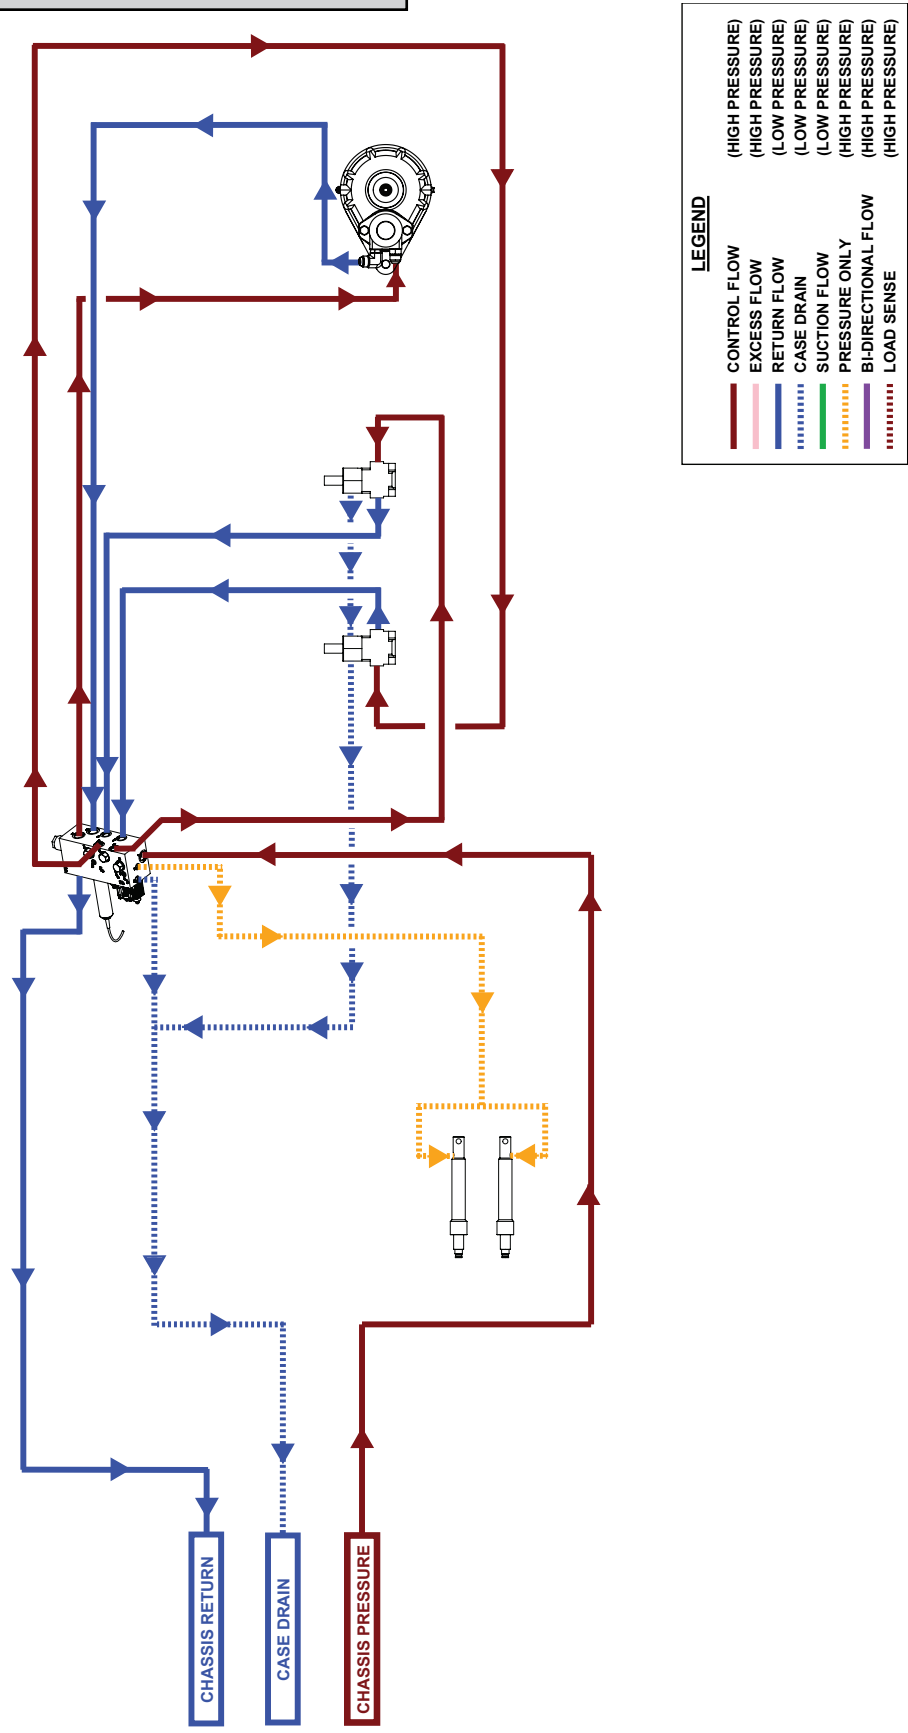 LEGEND
CONTROL FLOW (HIGH PRESSURE)
EXCESS FLOW (HIGH PRESSURE)
RETURN FLOW (LOW PRESSURE)
CASE DRAIN (LOW PRESSURE)
SUCTION FLOW (LOW PRESSURE)
PRESSURE ONLY (HIGH PRESSURE)
BI-DIRECTIONAL FLOW (HIGH PRESSURE)
LOAD SENSE (HIGH PRESSURE)
CHASSIS RETURN
CASE DRAIN
CHASSIS PRESSURE